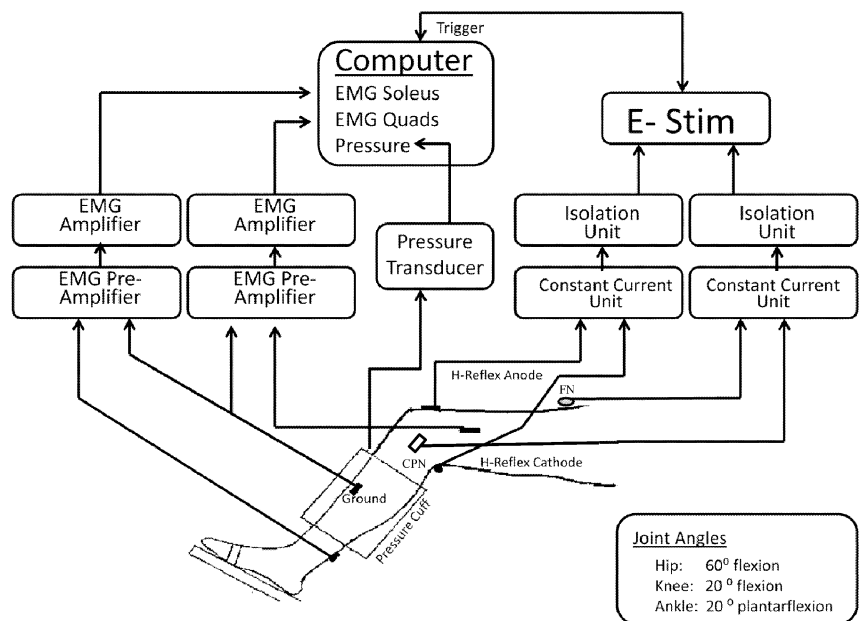 Trigger
Computer
EMG Soleus
EMG Quads
Pressure
E- Stim
EMG
Amplifier
EMG
Amplifier
Pressure
Transducer
Isolation
Unit
Isolation
Unit
EMG Pre-
Amplifier
EMG Pre-
Amplifier
Constant Current
Unit
Constant Current
Unit
H-Reflex Anode
FN
CPN
H-Reflex Cathode
Ground
Pressure Cuff
Joint Angles
Hip: 60⁰ flexion
Knee: 20 ⁰ flexion
Ankle: 20 ⁰ plantarflexion